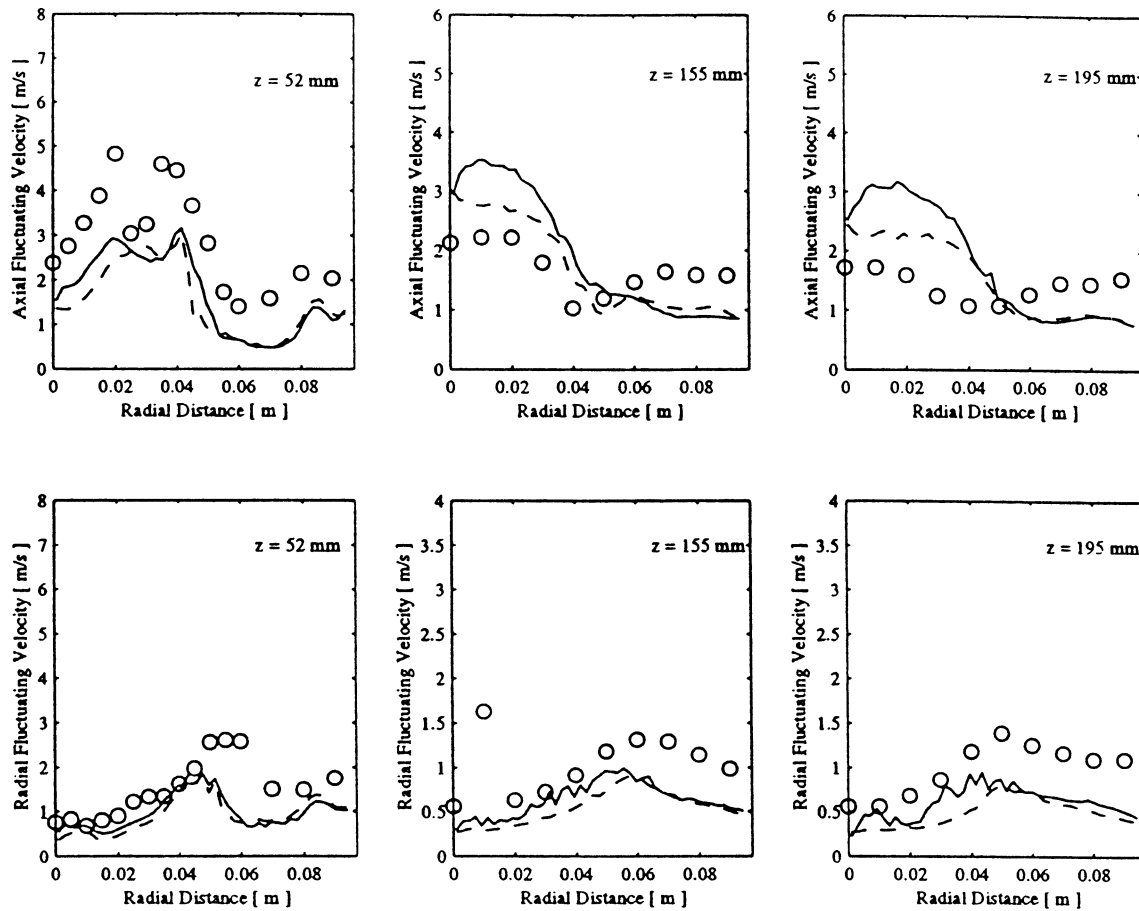 8
7
6
5
4
3
2
1
0
Axial Fluctuating Velocity [ m/s ]
z = 52 mm
0 0.02 0.04 0.06 0.08
Radial Distance [ m ]
6
5
4
3
2
1
0
Axial Fluctuating Velocity [ m/s ]
z = 155 mm
0 0.02 0.04 0.06 0.08
Radial Distance [ m ]
6
5
4
3
2
1
0
Axial Fluctuating Velocity [ m/s ]
z = 195 mm
0 0.02 0.04 0.06 0.08
Radial Distance [ m ]
8
7
6
5
4
3
2
1
0
Radial Fluctuating Velocity [ m/s ]
z = 52 mm
0 0.02 0.04 0.06 0.08
Radial Distance [ m ]
4
3.5
3
2.5
2
1.5
1
0.5
0
Radial Fluctuating Velocity [ m/s ]
z = 155 mm
0 0.02 0.04 0.06 0.08
Radial Distance [ m ]
4
3.5
3
2.5
2
1.5
1
0.5
0
Radial Fluctuating Velocity [ m/s ]
z = 195 mm
0 0.02 0.04 0.06 0.08
Radial Distance [ m ]